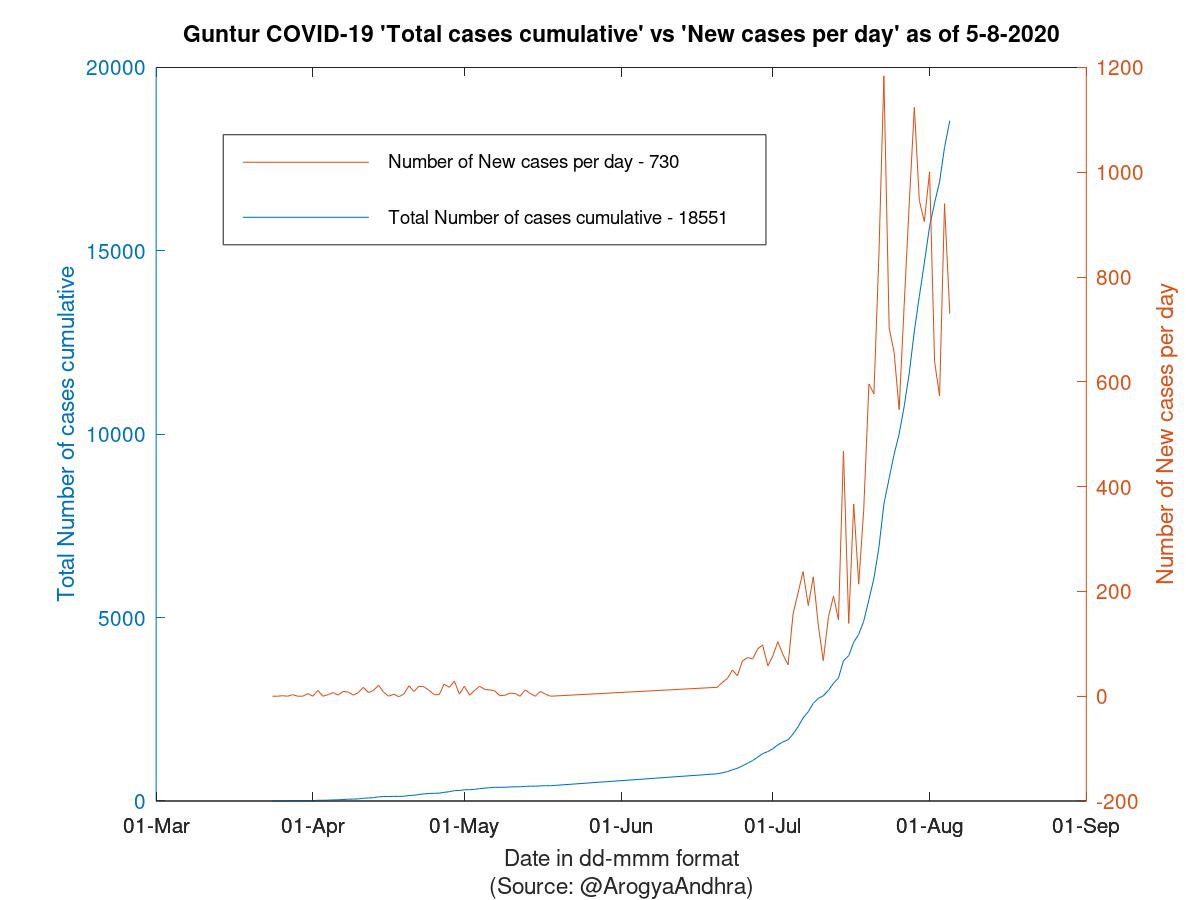 Guntur COVID-19 'Total cases cumulative' vs 'New cases per day' as of 5-8-2020
20000
15000
10000
5000
0
Total Number of cases cumulative
Number of New cases per day - 730
Total Number of cases cumulative - 18551
1200
1000
800
600
400
200
0
-200
Number of New cases per day
01-Mar 01-Apr 01-May 01-Jun 01-Jul 01-Aug 01-Sep
Date in dd-mmm format
(Source: @ArogyaAndhra)